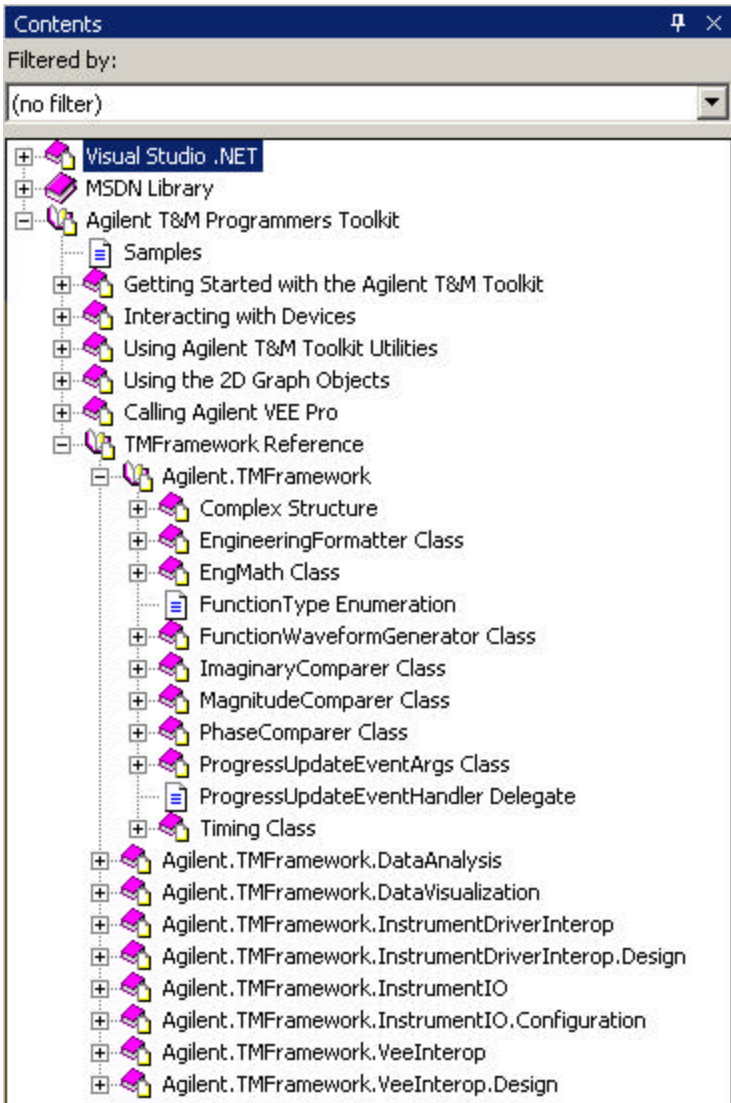 Contents
Filtered by:
(no filter)
Visual Studio .NET
MSDN Library
Agilent T&M Programmers Toolkit
Samples
Getting Started with the Agilent T&M Toolkit
Interacting with Devices
Using Agilent T&M Toolkit Utilities
Using the 2D Graph Objects
Calling Agilent VEE Pro
TMFramework Reference
Agilent.TMFramework
Complex Structure
EngineeringFormatter Class
EngMath Class
FunctionType Enumeration
FunctionWaveformGenerator Class
ImaginaryComparer Class
MagnitudeComparer Class
PhaseComparer Class
ProgressUpdateEventArgs Class
ProgressUpdateEventHandler Delegate
Timing Class
Agilent.TMFramework.DataAnalysis
Agilent.TMFramework.DataVisualization
Agilent.TMFramework.InstrumentDriverInterop
Agilent.TMFramework.InstrumentDriverInterop.Design
Agilent.TMFramework.InstrumentIO
Agilent.TMFramework.InstrumentIO.Configuration
Agilent.TMFramework.VeeInterop
Agilent.TMFramework.VeeInterop.Design